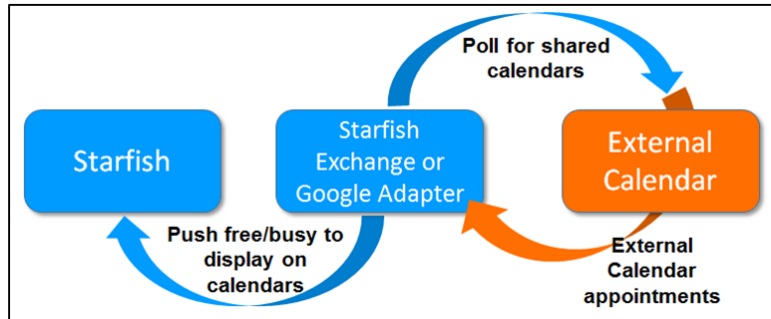 Poll for shared
calendars
Starfish
Starfish
Exchange or
Google Adapter
External
Calendar
Push free/busy to
display on
calendars
External
Calendar
appointments